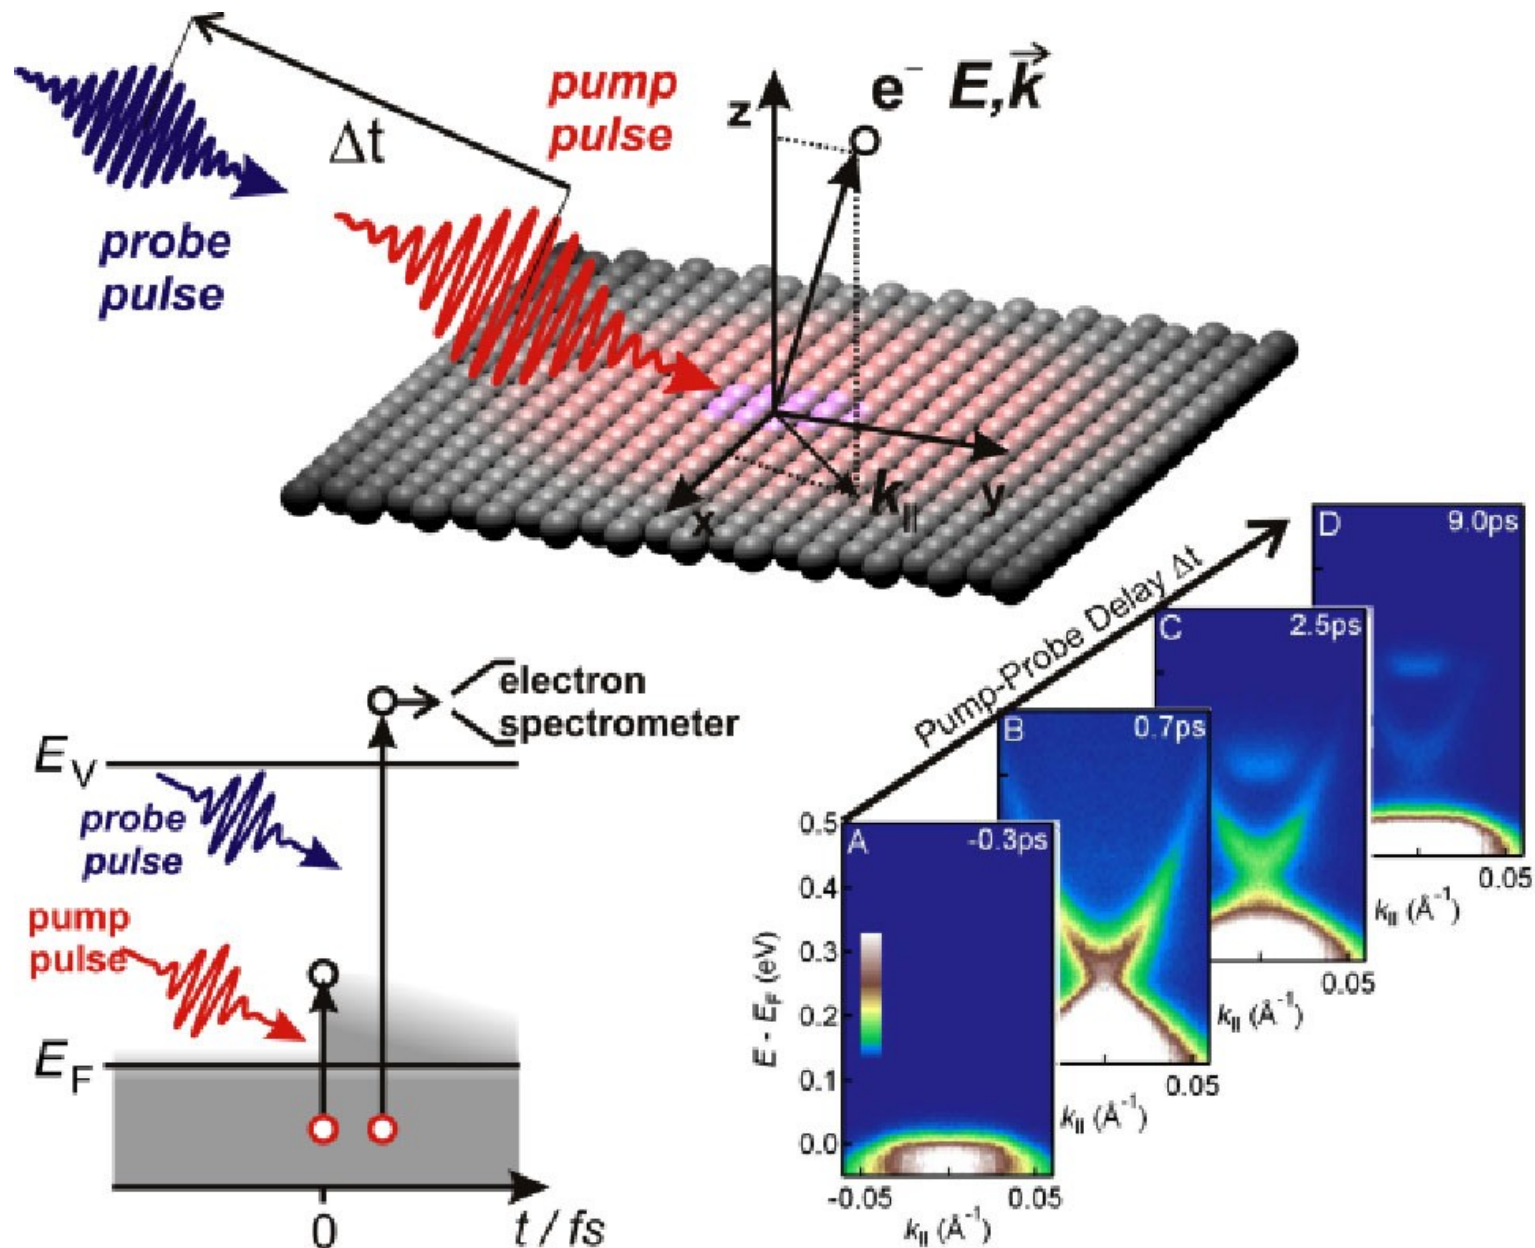 pump
pulse
Δt
probe
pulse
z
e⁻ E,k⃗
k||
x
y
electron
spectrometer
E_V
probe
pulse
pump
pulse
E_F
0
t / fs
Pump-Probe Delay Δt
D 9.0ps
C 2.5ps
B 0.7ps
A -0.3ps
0.5
0.4
0.3
0.2
0.1
0.0
E - E_F (eV)
-0.05 0.05
k|| (Å⁻¹)
0.05
k|| (Å⁻¹)
0.05
k|| (Å⁻¹)
0.05
k|| (Å⁻¹)